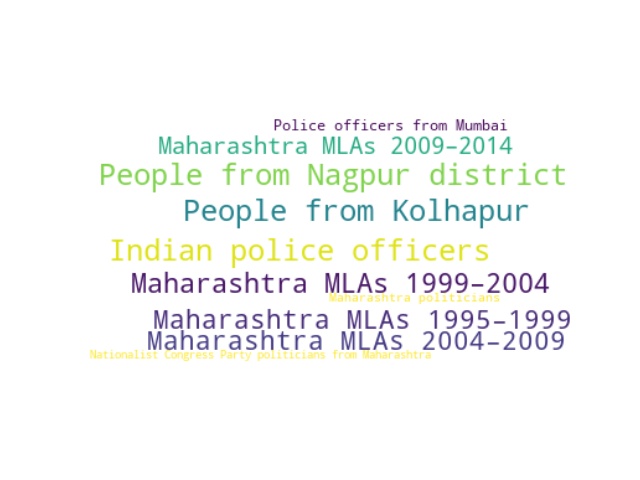 Police officers from Mumbai
Maharashtra MLAs 2009–2014
People from Nagpur district
People from Kolhapur
Indian police officers
Maharashtra MLAs 1999–2004
Maharashtra politicians
Maharashtra MLAs 1995–1999
Maharashtra MLAs 2004–2009
Nationalist Congress Party politicians from Maharashtra